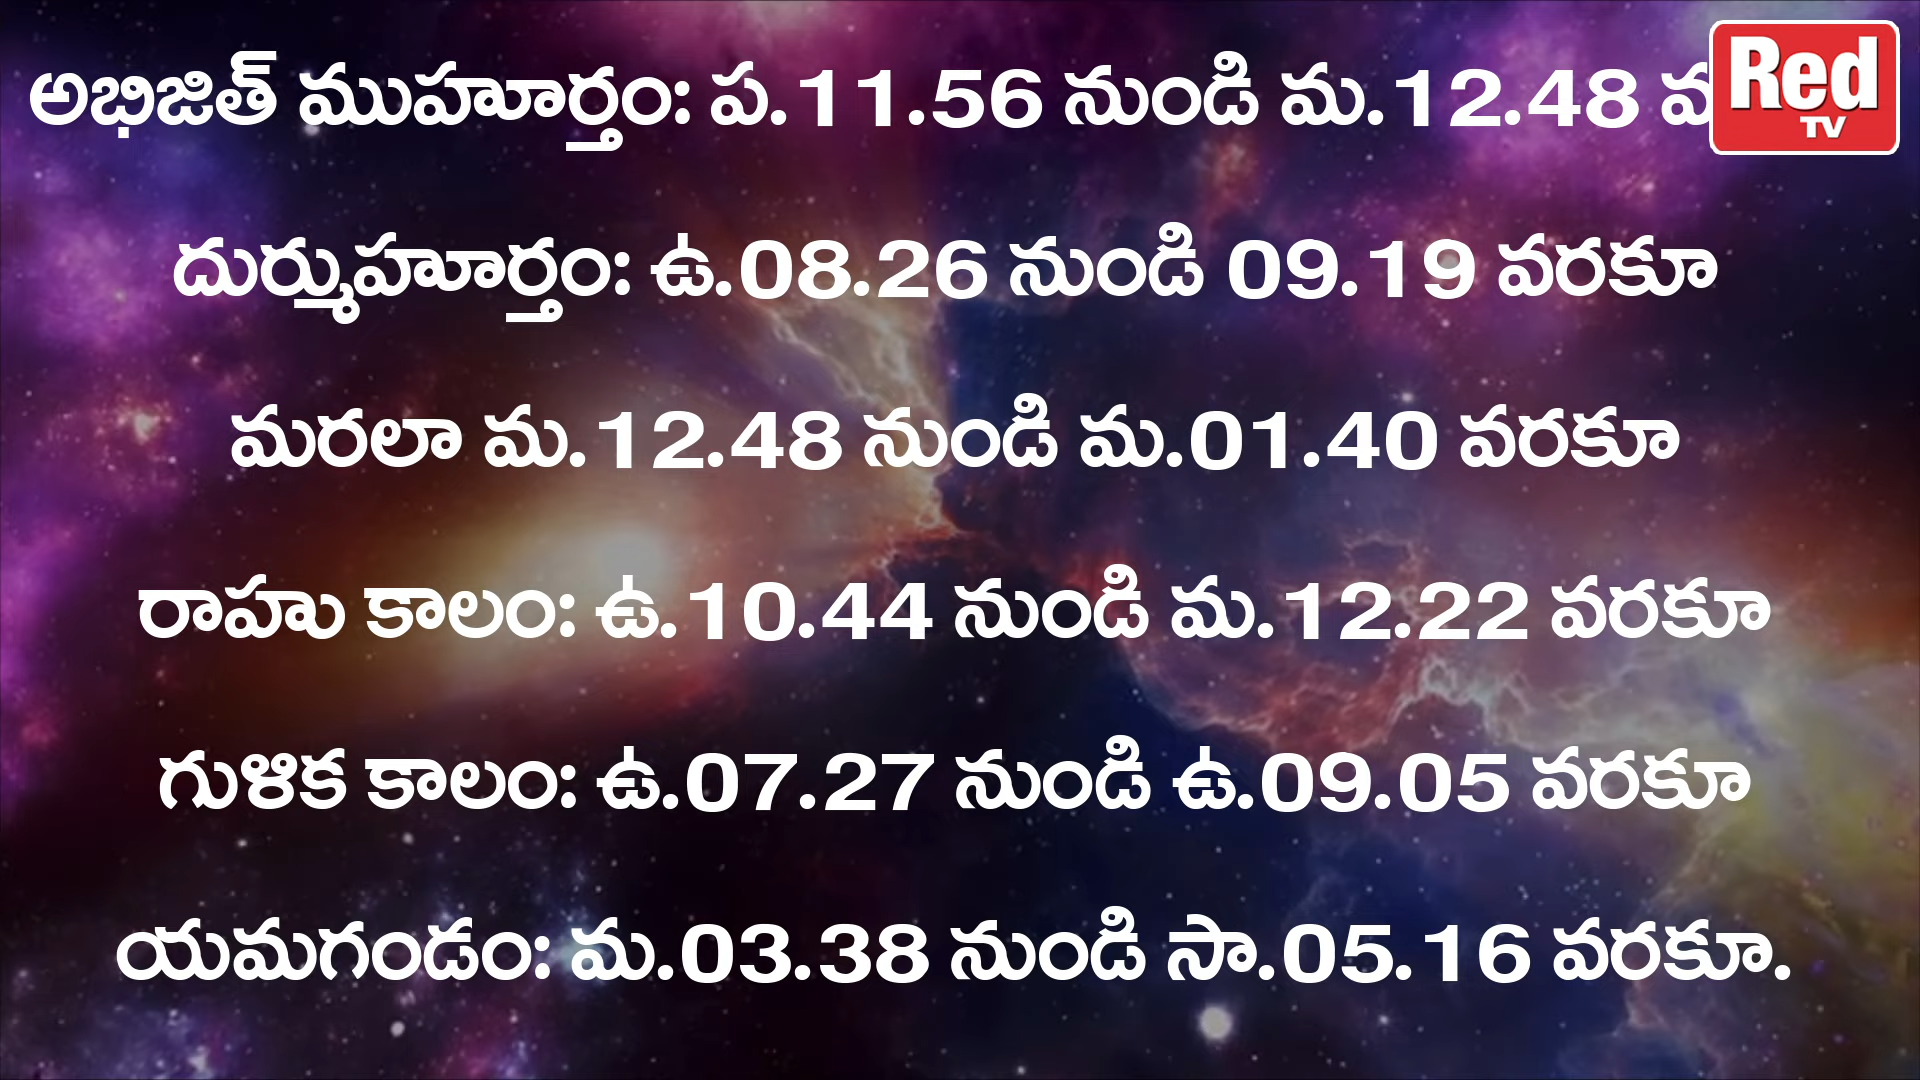 అభిజిత్ ముహూర్తం: ప.11.56 నుండి మ.12.48
Red
TV
దుర్ముహూర్తం: ఉ.08.26 నుండి 09.19 వరకూ
మరలా మ.12.48 నుండి మ.01.40 వరకూ
రాహు కాలం: ఉ.10.44 నుండి మ.12.22 వరకూ
గుళిక కాలం: ఉ.07.27 నుండి ఉ.09.05 వరకూ
యమగండం: మ.03.38 నుండి సా.05.16 వరకూ.